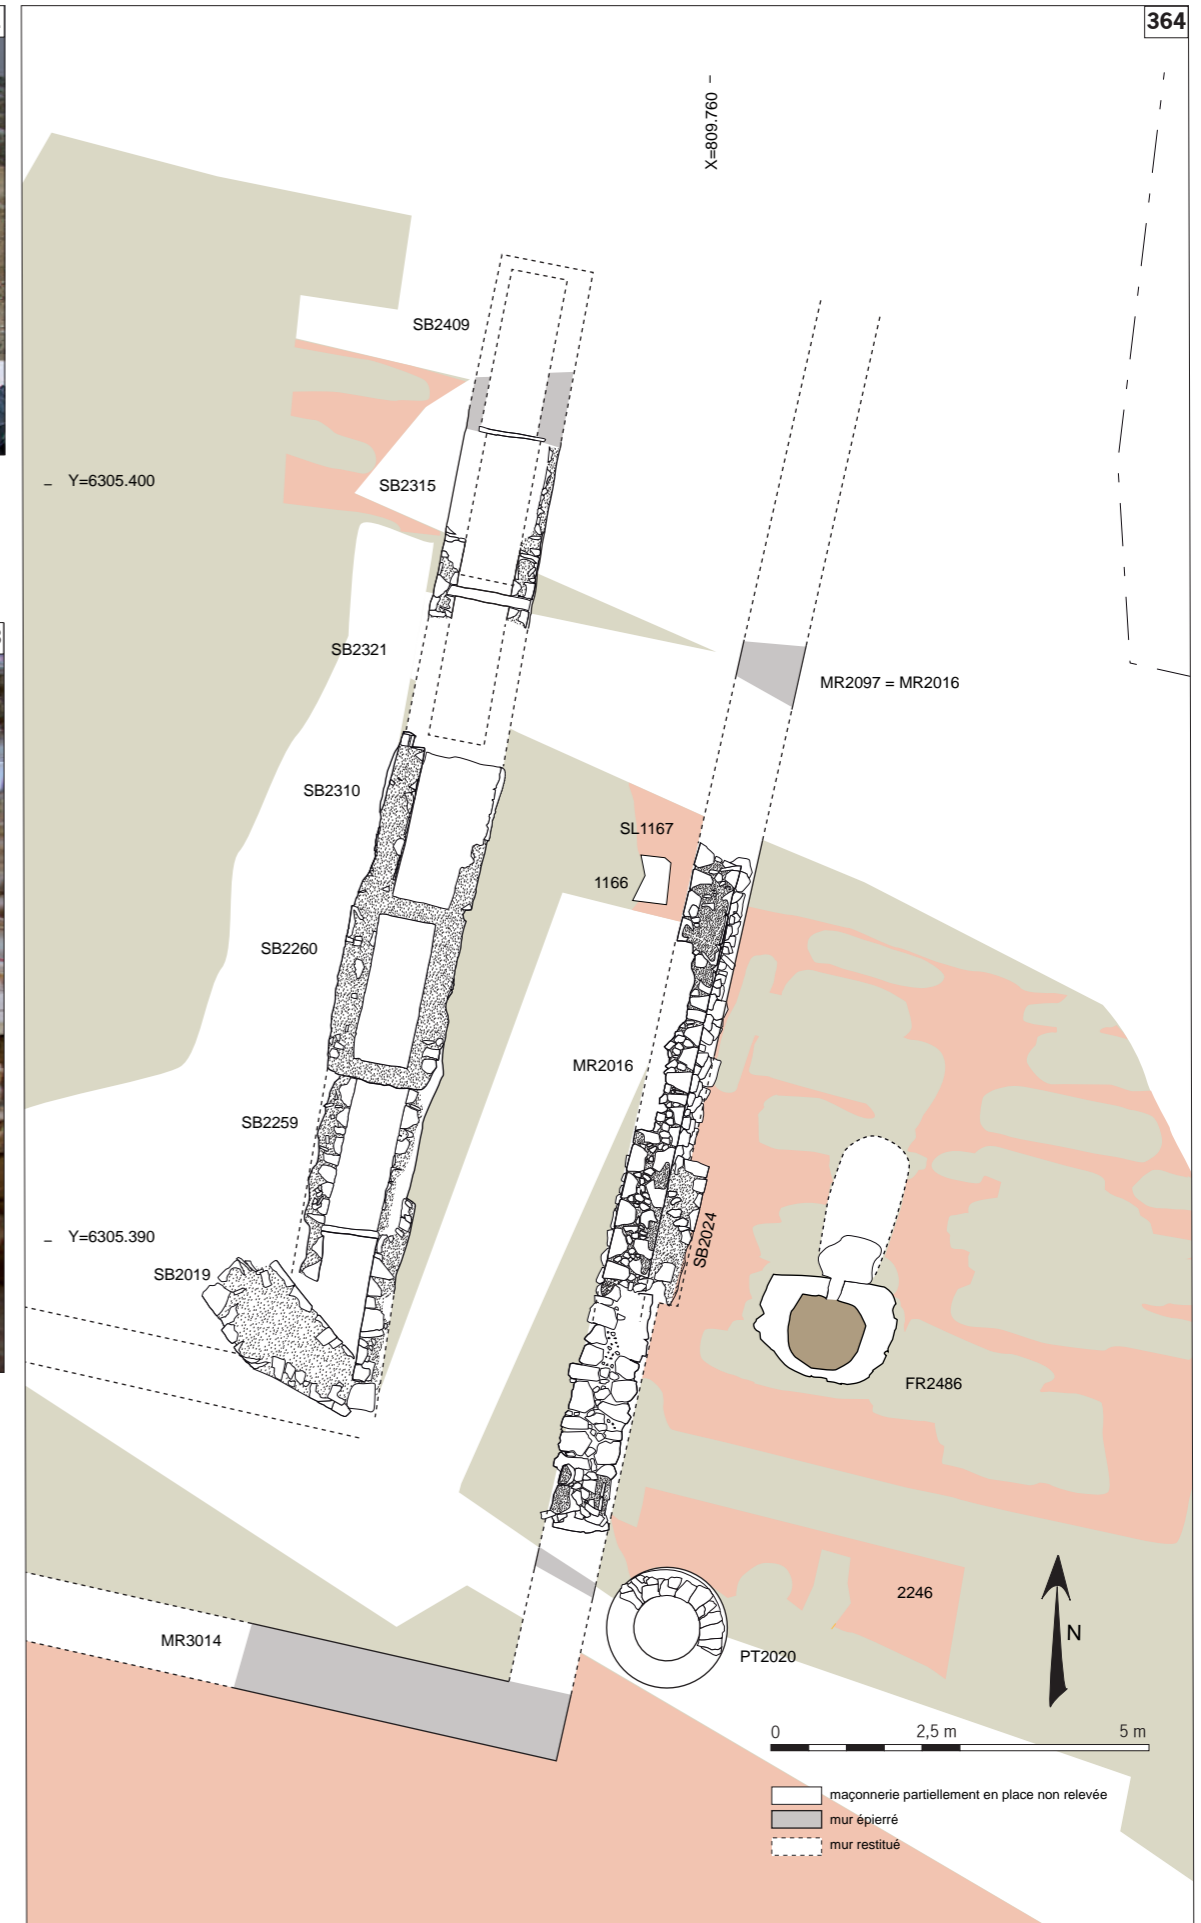 364
X=809.760 –
SB2409
– Y=6305.400
SB2315
SB2321
MR2097 = MR2016
SB2310
SL1167
1166
SB2260
MR2016
SB2259
SB2024
– Y=6305.390
SB2019
FR2486
2246
MR3014
N
PT2020
0 2,5 m 5 m
maçonnerie partiellement en place non relevée
mur épierré
mur restitué